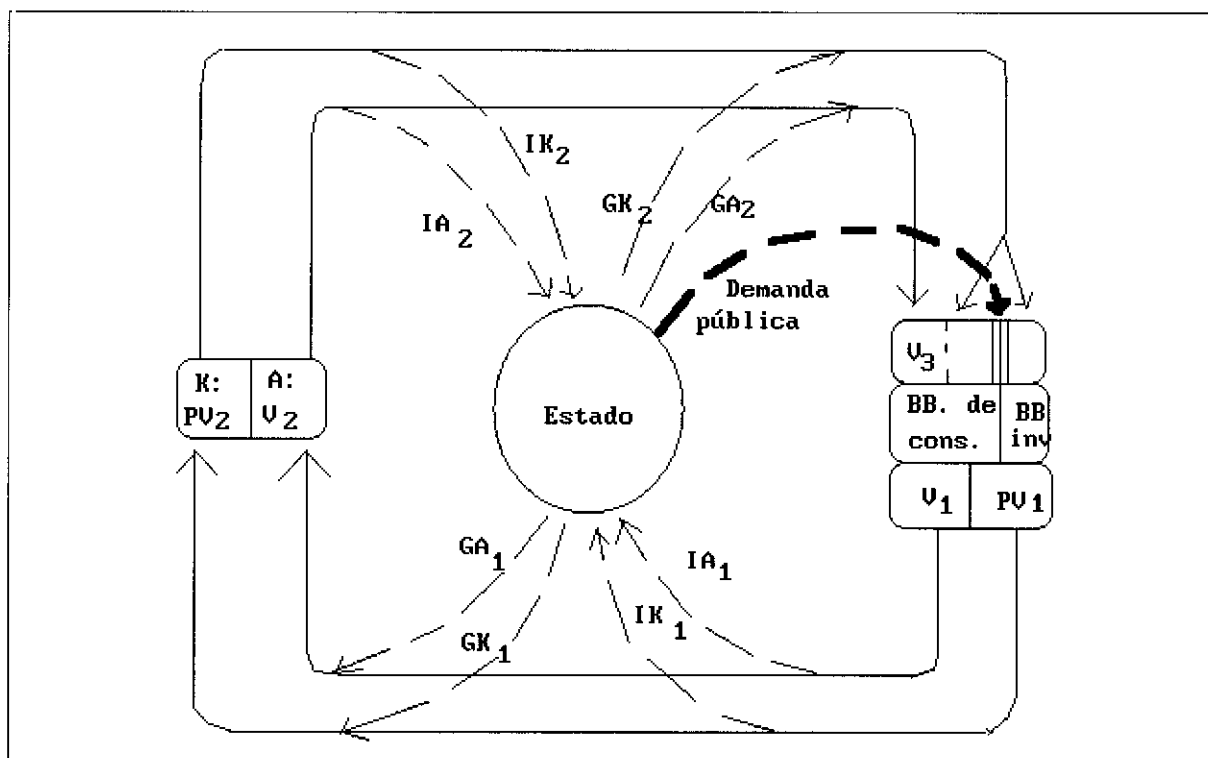 IK2
IA2
GK2
GA2
Demanda
pública
K:
PV2
A:
V2
Estado
V3
BB. de
cons.
BB
inv
V1
PV1
GA1
GK1
IA1
IK1